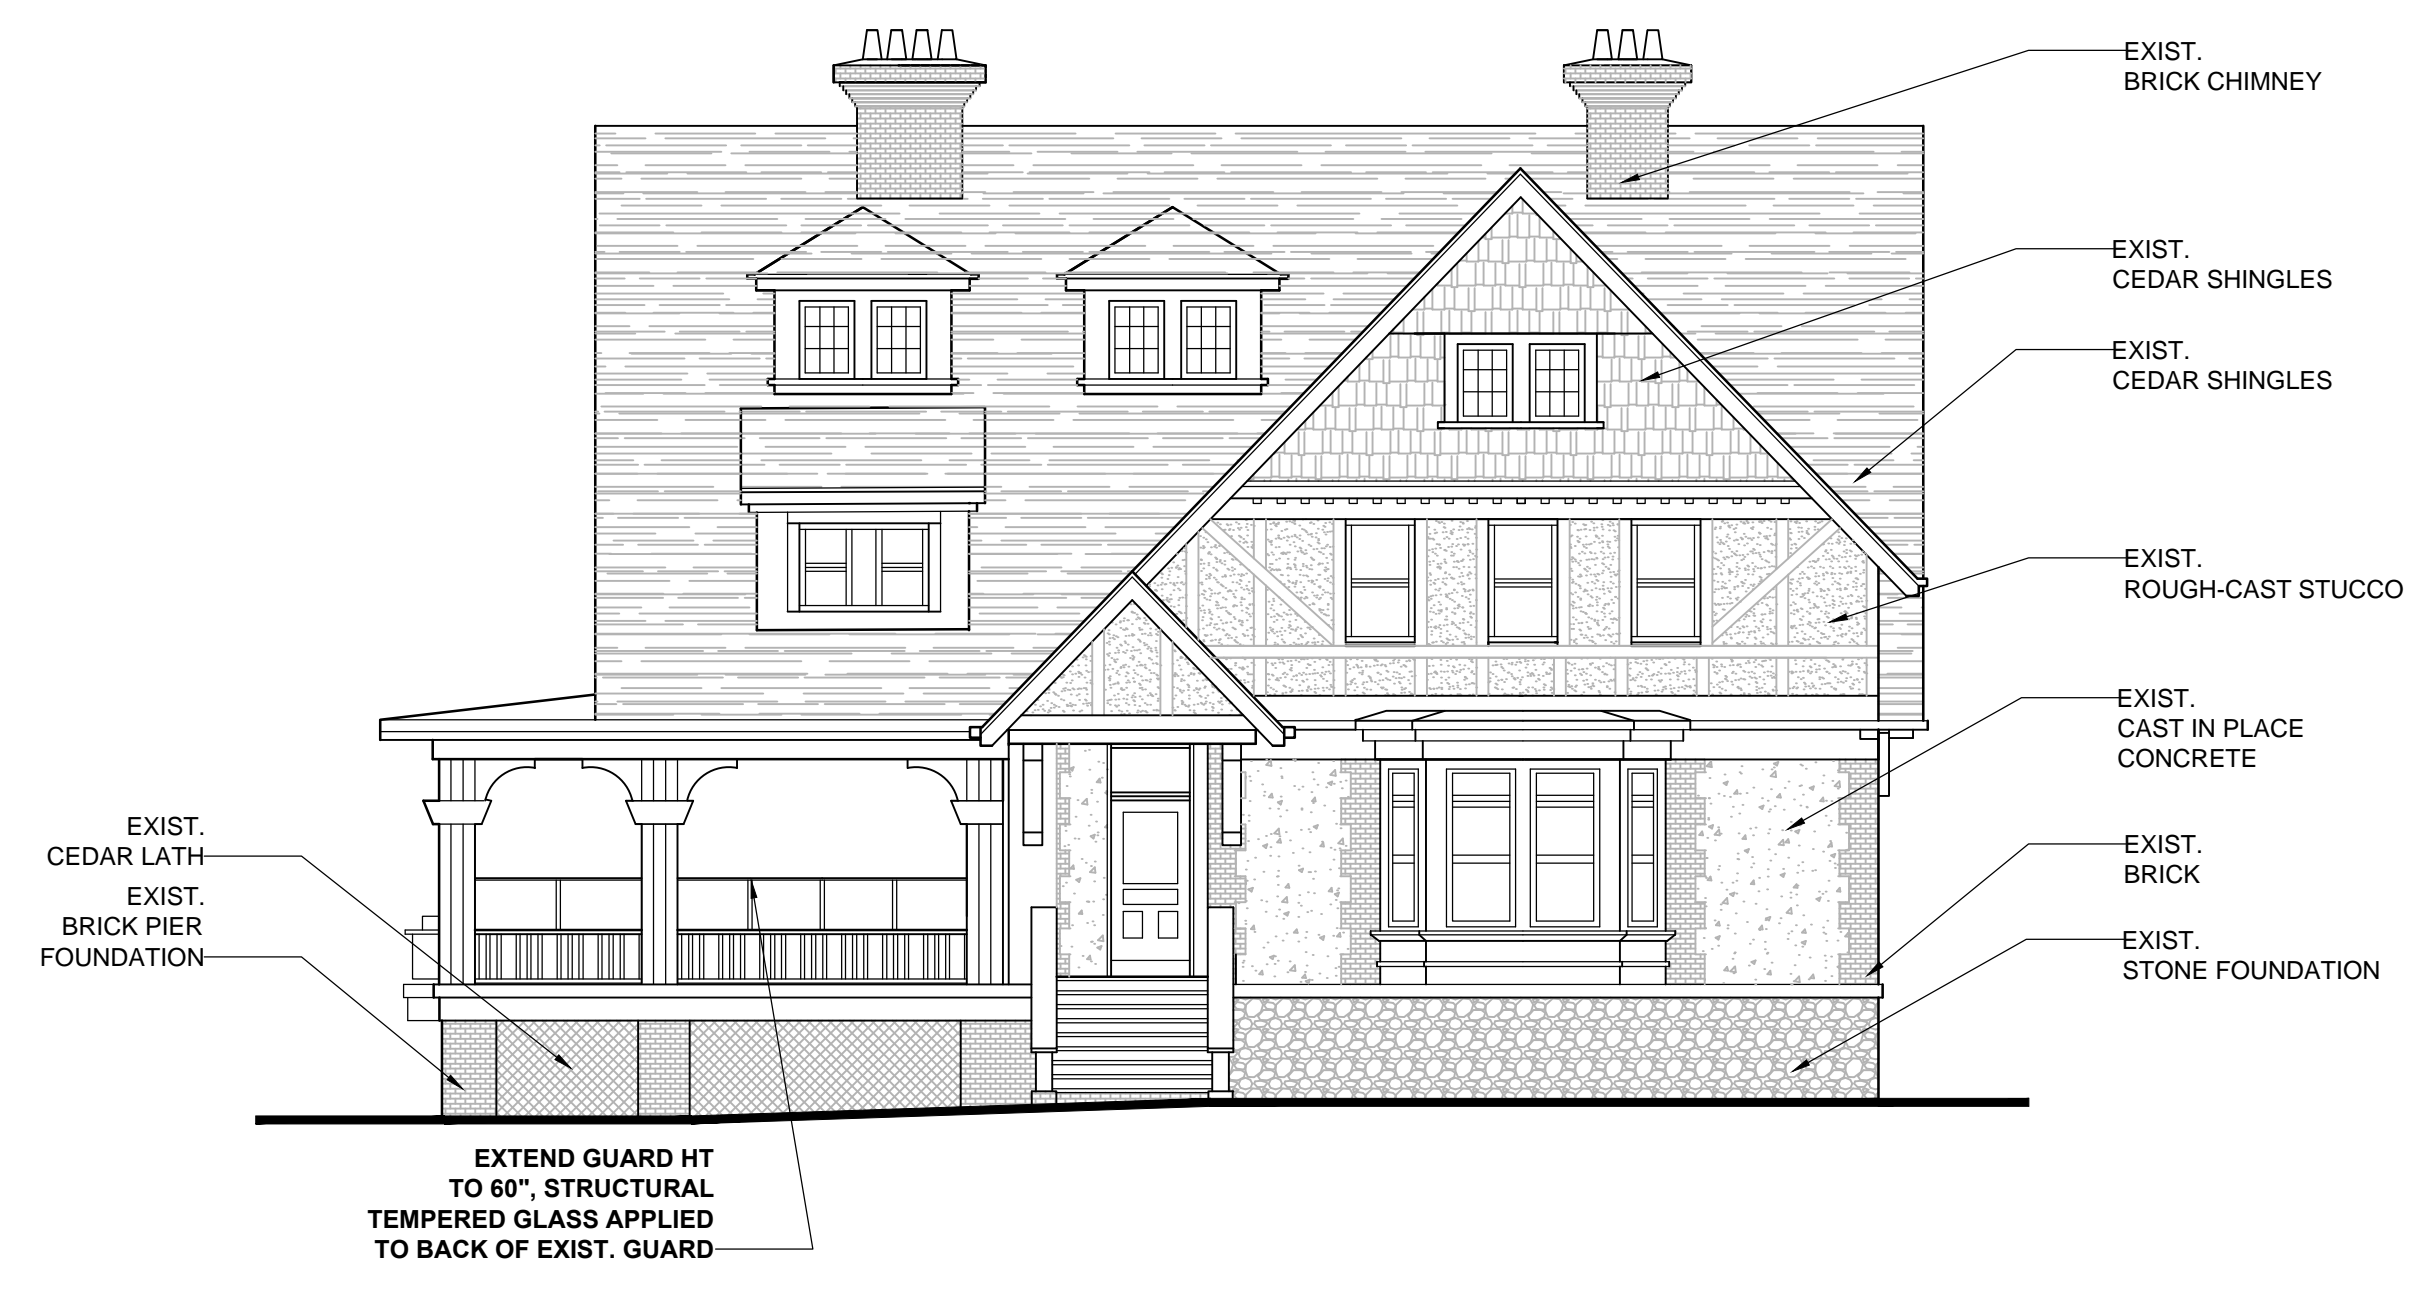 EXIST.
BRICK CHIMNEY
EXIST.
CEDAR SHINGLES
EXIST.
CEDAR SHINGLES
EXIST.
ROUGH-CAST STUCCO
EXIST.
CAST IN PLACE
CONCRETE
EXIST.
BRICK
EXIST.
STONE FOUNDATION
EXIST.
CEDAR LATH
EXIST.
BRICK PIER
FOUNDATION
EXTEND GUARD HT
TO 60", STRUCTURAL
TEMPERED GLASS APPLIED
TO BACK OF EXIST. GUARD